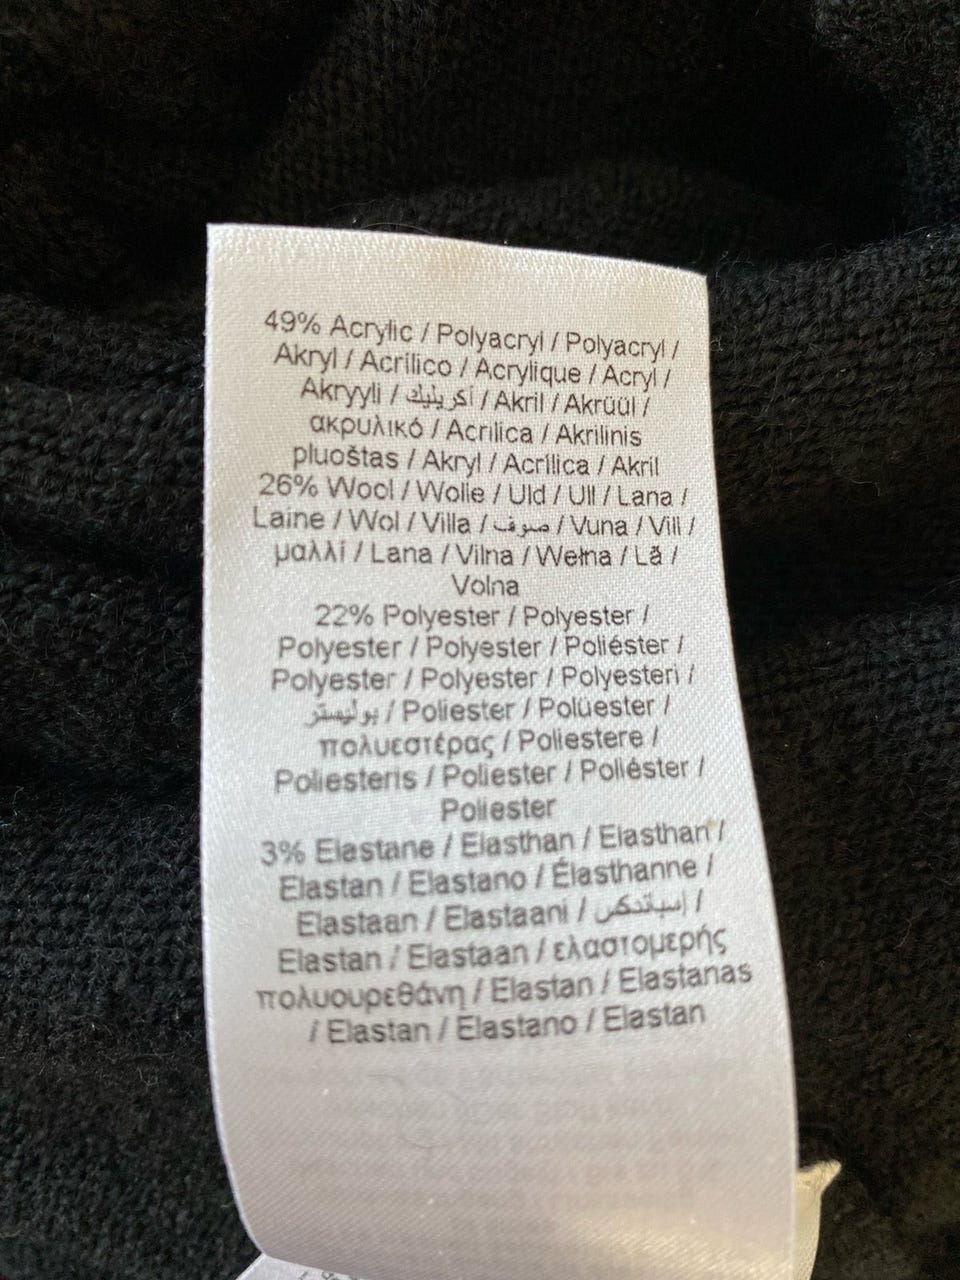 49% Acrylic / Polyacryl / Polyacryl /
Akryl / Acrilico / Acrylique / Acryl /
Akryyli / أكريليك / Akril / Akrüül /
ακρυλικό / Acrilica / Akrilinis
pluoštas / Akryl / Acrílica / Akril
26% Wool / Wolle / Uld / Ull / Lana /
Laine / Wol / Villa / صوف / Vuna / Vill /
μαλλί / Lana / Vilna / Wełna / Lã /
Volna
22% Polyester / Polyester /
Polyester / Polyester / Poliéster /
Polyester / Polyester / Polyesteri /
بوليستر / Poliester / Polüester /
πολυεστέρας / Poliestere /
Poliesteris / Poliester / Poliéster /
Poliester
3% Elastane / Elasthan / Elasthan /
Elastan / Elastano / Élasthanne /
Elastaan / Elastaani / إسباندكس /
Elastan / Elastaan / ελαστομερής
πολυουρεθάνη / Elastan / Elastanas
/ Elastan / Elastano / Elastan